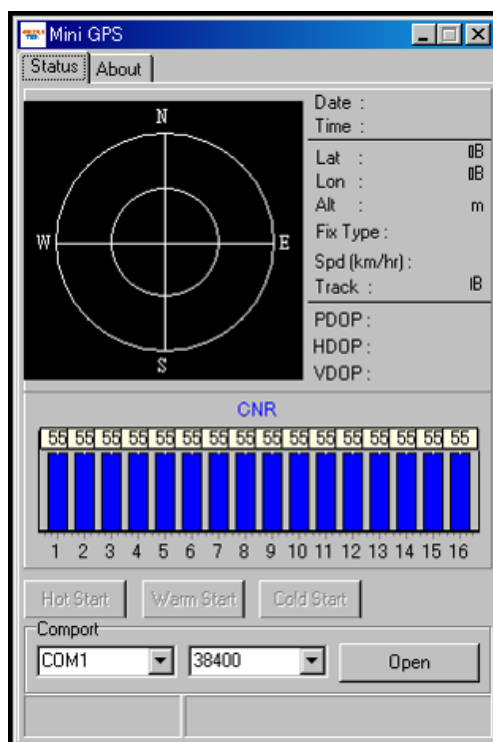 Mini GPS
Status About
N
W E
S
Date :
Time :
Lat :
Lon :
Alt : m
Fix Type :
Spd (km/hr) :
Track :
PDOP :
HDOP :
VDOP :
CNR
55 55 55 55 55 55 55 55 55 55 55 55 55 55 55 55
1 2 3 4 5 6 7 8 9 10 11 12 13 14 15 16
Hot Start Warm Start Cold Start
Comport
COM1 38400 Open